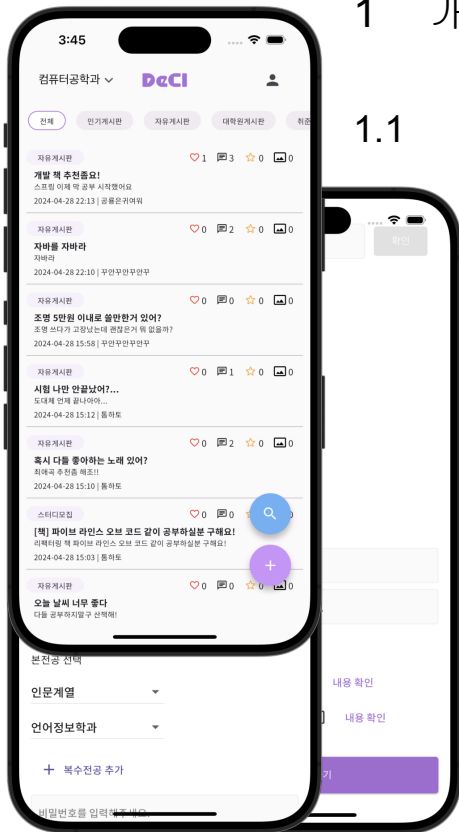 1 개
1.1
3:45
컴퓨터공학과
DeCl
전체 인기게시판 자유게시판 대학원게시판 취준
자유게시판 1 3 0 0
개발 책 추천좀요!
스프링 이제 막 공부 시작했어요
2024-04-28 22:13 | 공룡은귀여워
자유게시판 0 2 0 0
자바를 자바라
자바라
2024-04-28 22:10 | 꾸안꾸안꾸안꾸
자유게시판 0 0 0 0
조명 5만원 이내로 쓸만한거 있어?
조명 쓰다가 고장났는데 괜찮은거 뭐 없을까?
2024-04-28 15:58 | 꾸안꾸안꾸안꾸
자유게시판 0 1 0 0
시험 나만 안끝났어?...
도대체 언제 끝나아아...
2024-04-28 15:12 | 톰하토
자유게시판 0 2 0 0
혹시 다들 좋아하는 노래 있어?
최애곡 추천좀 해조!!
2024-04-28 15:10 | 톰하토
스터디모집 0 0
[책] 파이브 라인스 오브 코드 같이 공부하실분 구해요!
리팩터링 책 파이브 라인스 오브 코드 같이 공부하실분 구해요!
2024-04-28 15:03 | 톰하토
자유게시판 0 0 0
오늘 날씨 너무 좋다
다들 공부하지말구 산책해!
확인
내용 확인
내용 확인
기
본전공 선택
인문계열
언어정보학과
+ 복수전공 추가
비밀번호를 입력해주세요.